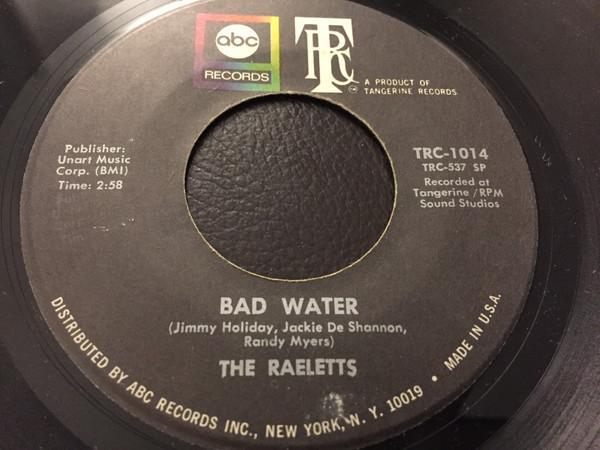 abc
RECORDS
TRC
A PRODUCT OF
TANGERINE RECORDS
Publisher:
Unart Music
Corp. (BMI)
Time: 2:58
TRC-1014
TRC-537 SP
Recorded at
Tangerine/RPM
Sound Studios
BAD WATER
(Jimmy Holiday, Jackie De Shannon,
Randy Myers)
THE RAELETTS
DISTRIBUTED BY ABC RECORDS INC., NEW YORK, N. Y. 10019 • MADE IN U.S.A.